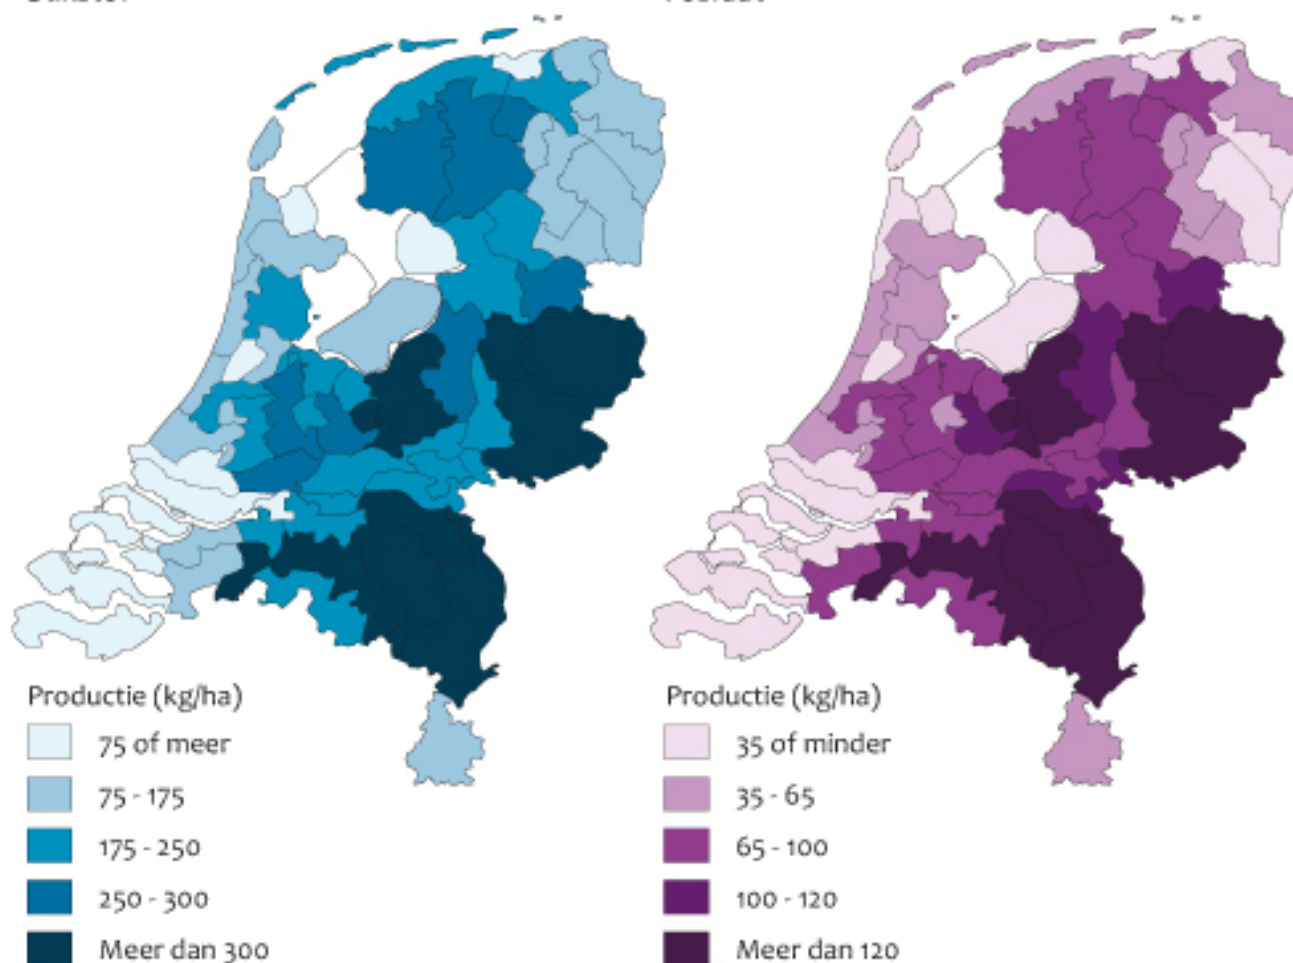 Productie (kg/ha)
75 of meer
75 - 175
175 - 250
250 - 300
Meer dan 300
Productie (kg/ha)
35 of minder
35 - 65
65 - 100
100 - 120
Meer dan 120